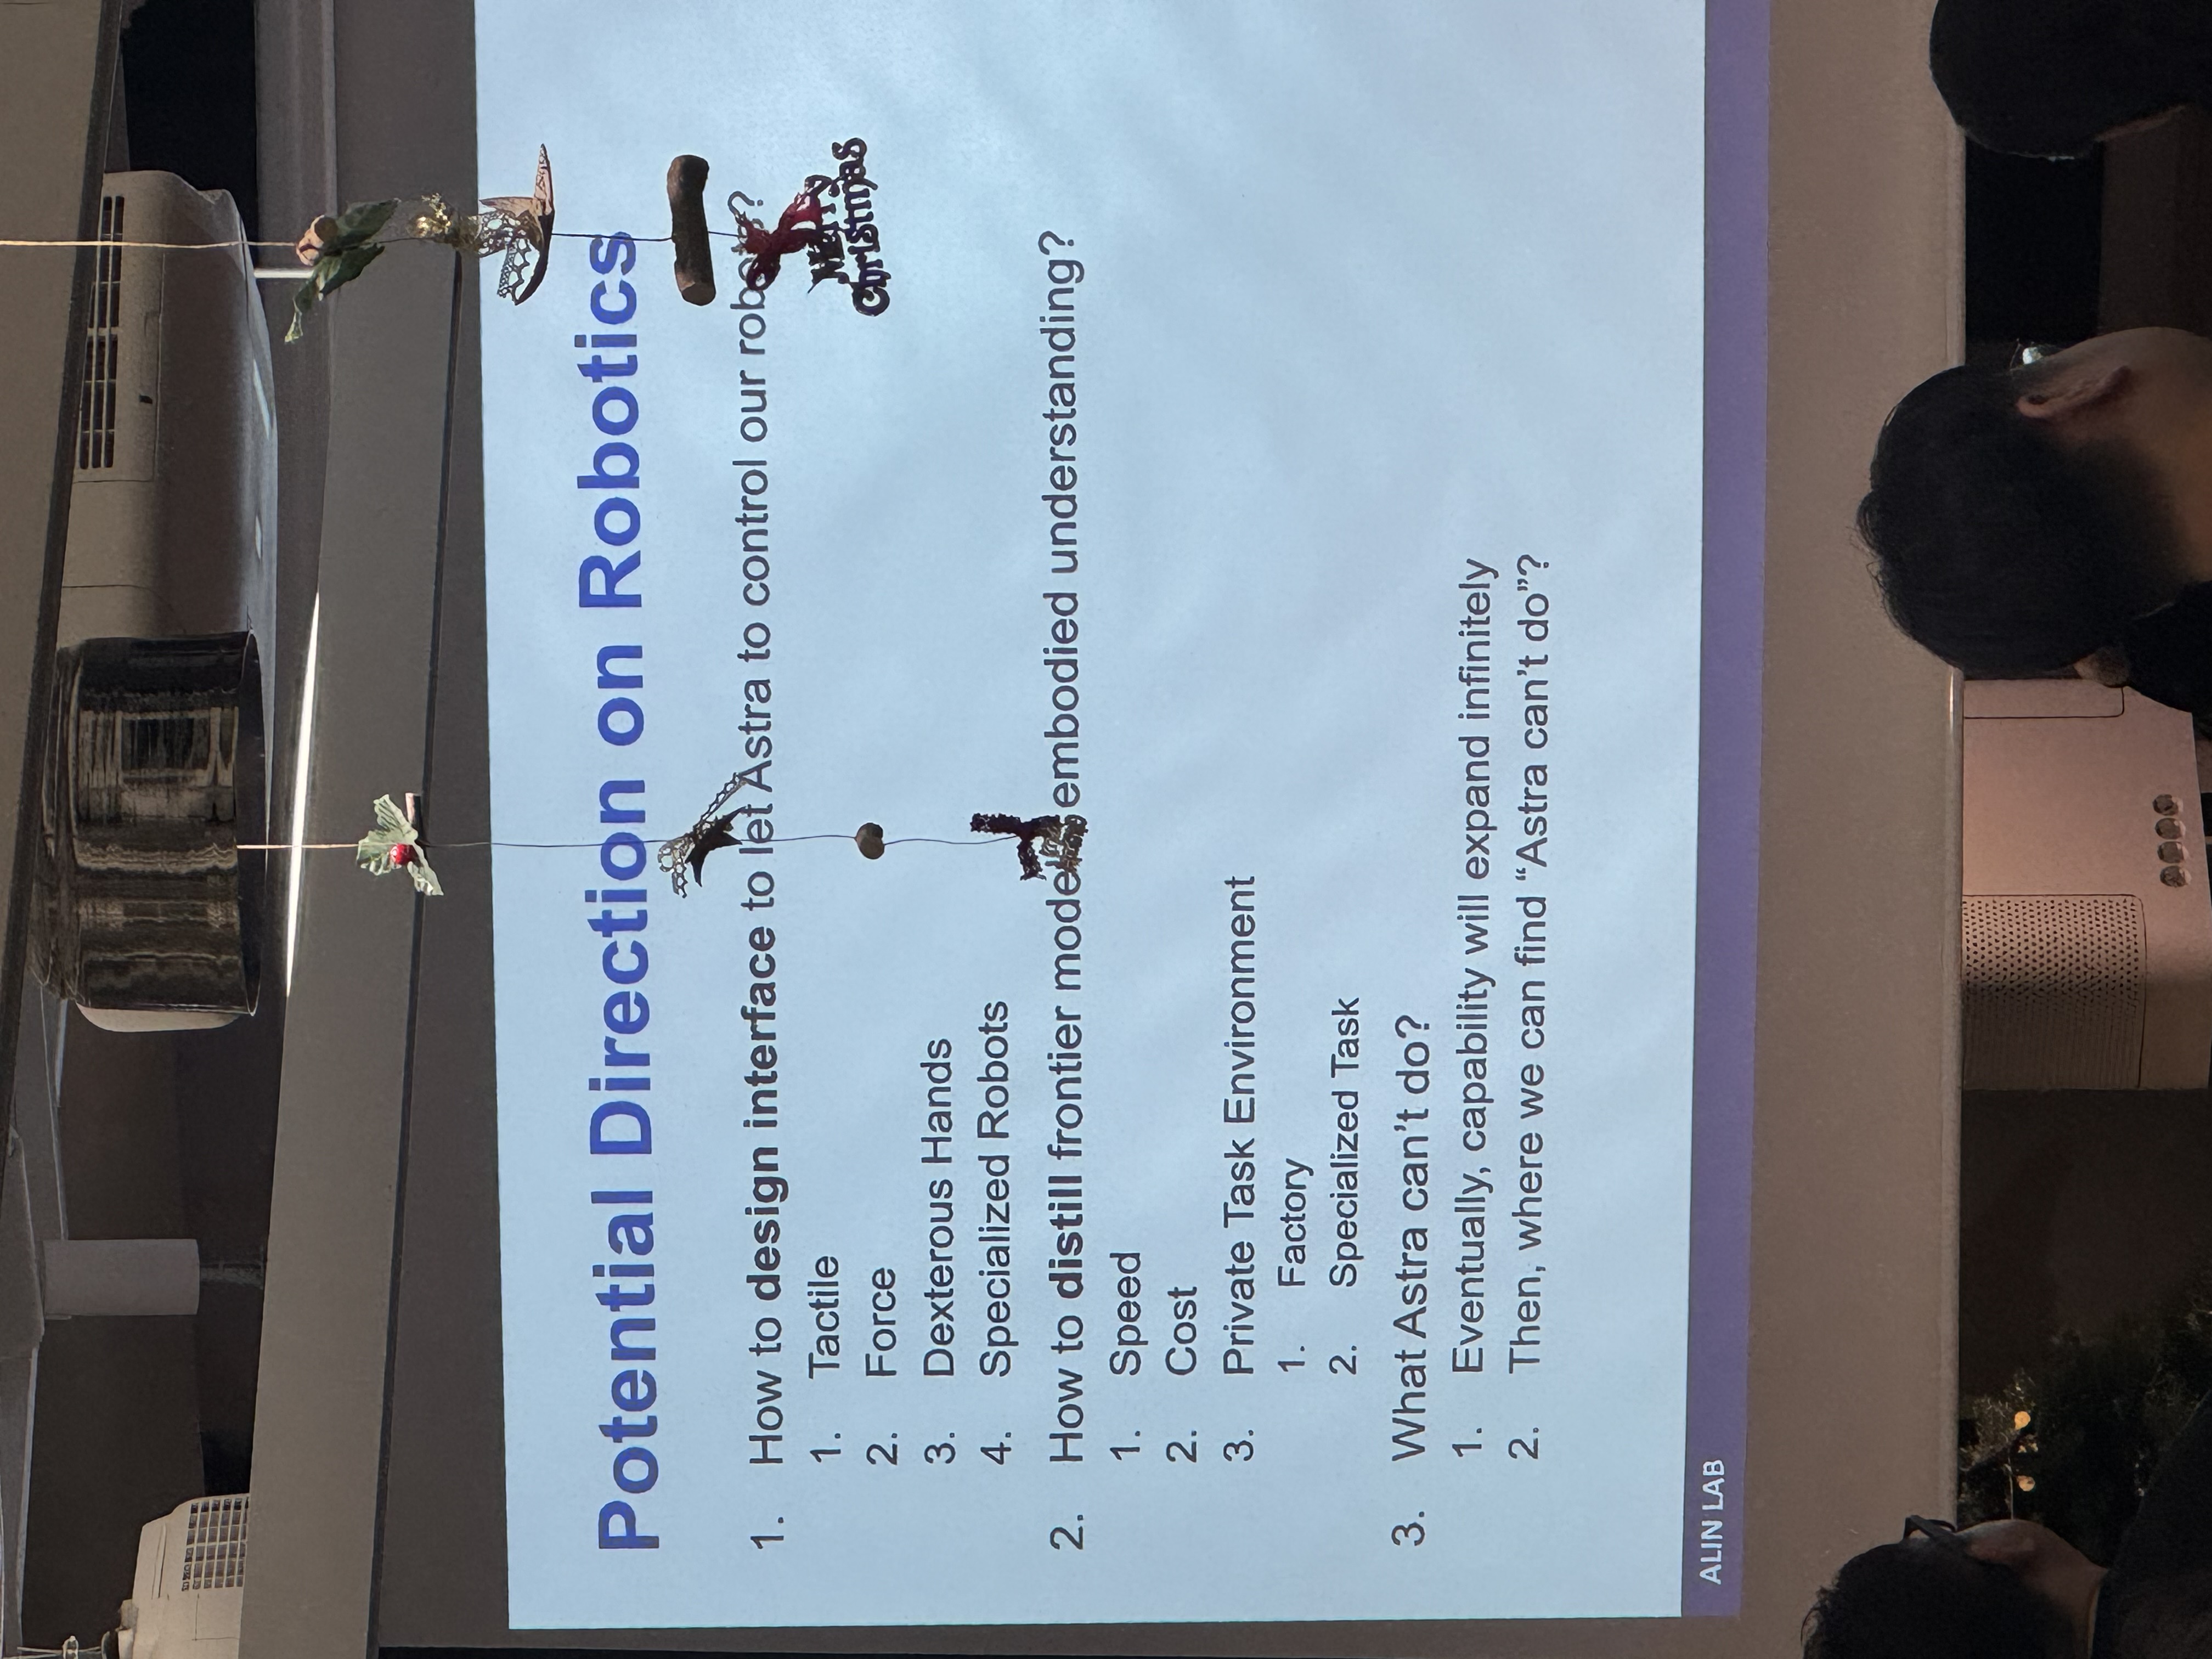 Potential Direction on Robotics
1. How to design interface to let Astra to control our robots?
1. Tactile
2. Force
3. Dexterous Hands
4. Specialized Robots
2. How to distill frontier embodied understanding?
1. Speed
2. Cost
3. Private Task Environment
1. Factory
2. Specialized Task
3. What Astra can’t do?
1. Eventually, capability will expand infinitely
2. Then, where we can find “Astra can’t do”?
Merry
Christmas
ALIN LAB